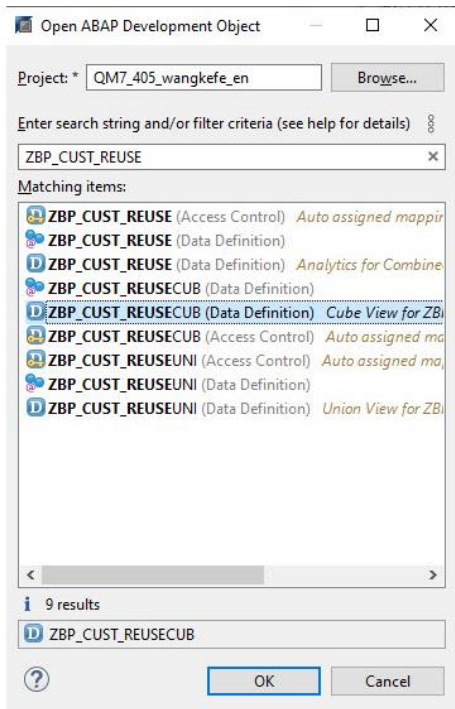 Open ABAP Development Object
Project: * QM7_405_wangkefe_en Browse...
Enter search string and/or filter criteria (see help for details)
ZBP_CUST_REUSE
Matching items:
ZBP_CUST_REUSE (Access Control) Auto assigned mappin
ZBP_CUST_REUSE (Data Definition)
ZBP_CUST_REUSE (Data Definition) Analytics for Combine
ZBP_CUST_REUSECUB (Data Definition)
ZBP_CUST_REUSECUB (Data Definition) Cube View for ZB
ZBP_CUST_REUSECUB (Access Control) Auto assigned ma
ZBP_CUST_REUSEUNI (Access Control) Auto assigned ma
ZBP_CUST_REUSEUNI (Data Definition)
ZBP_CUST_REUSEUNI (Data Definition) Union View for ZB
9 results
ZBP_CUST_REUSECUB
OK Cancel